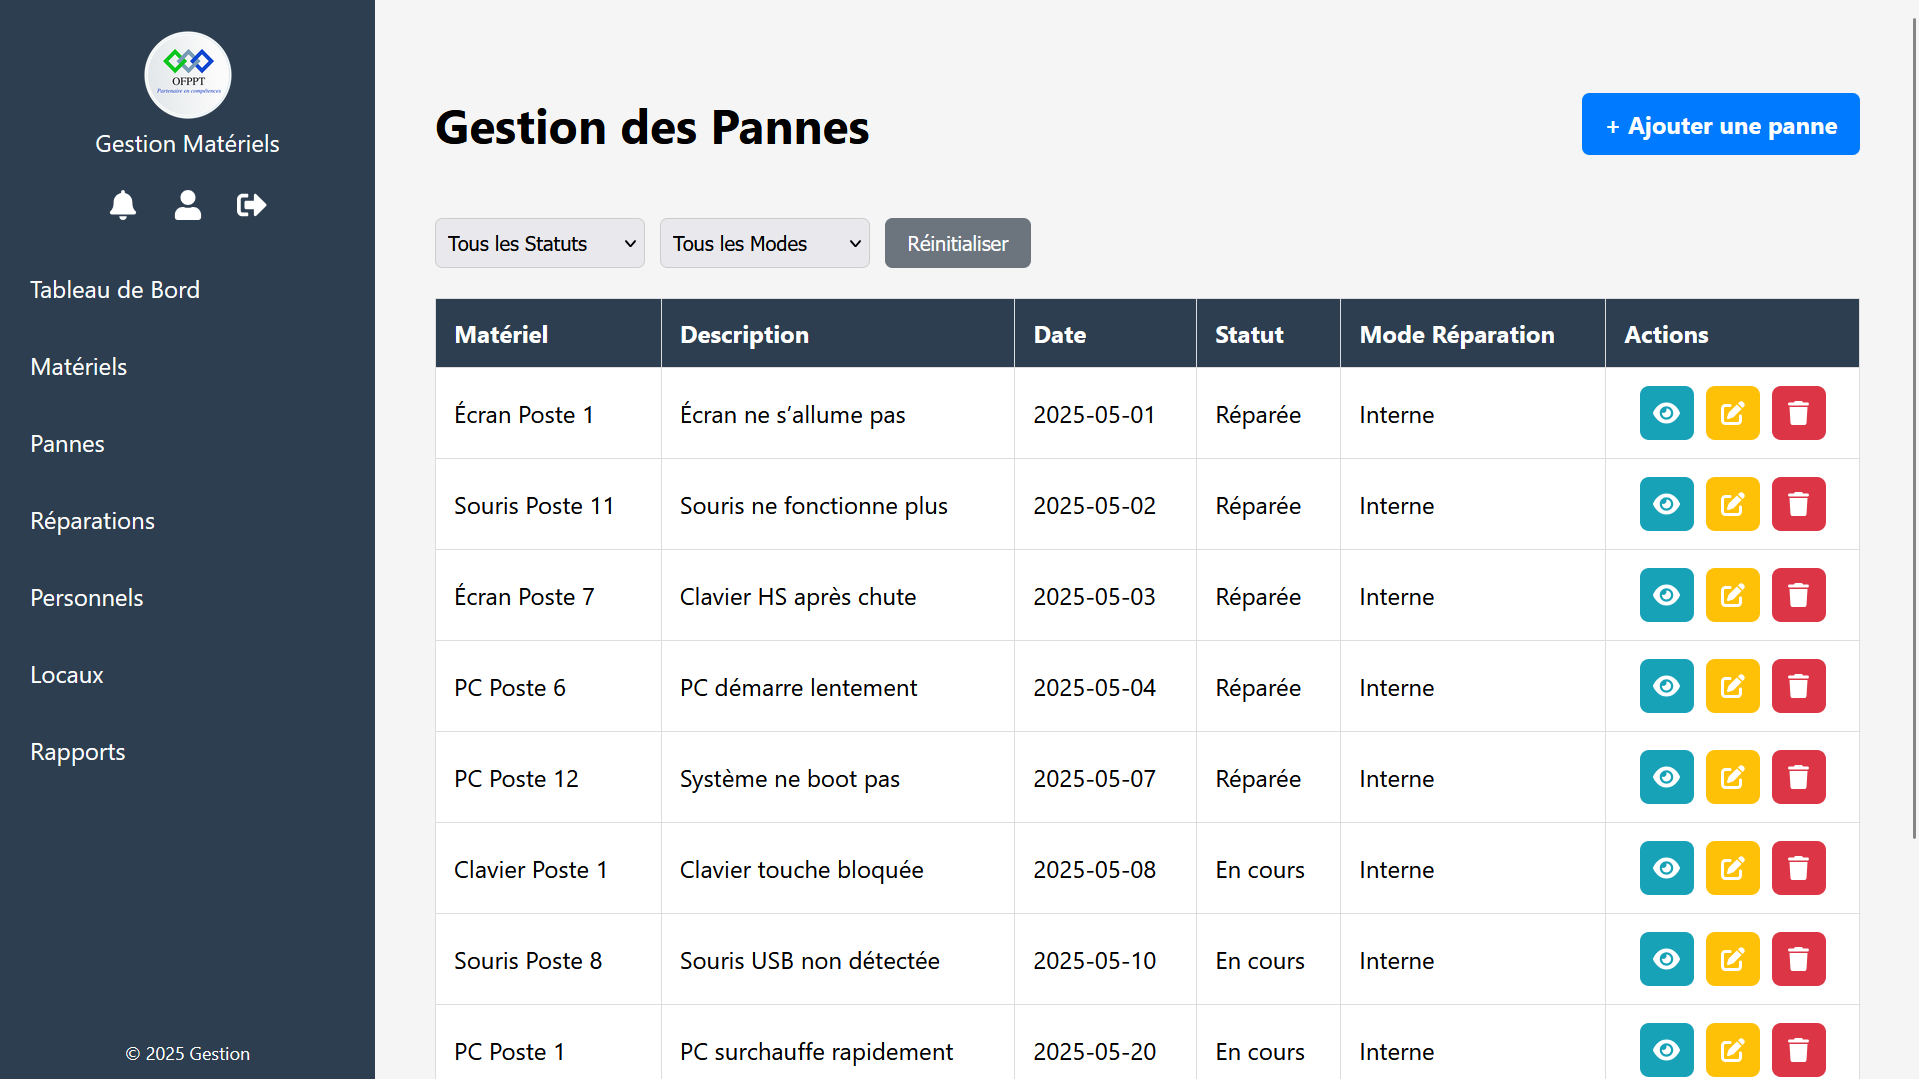 OFPPT
Partenaire en compétences
Gestion Matériels
Tableau de Bord
Matériels
Pannes
Réparations
Personnels
Locaux
Rapports
© 2025 Gestion
Gestion des Pannes
+ Ajouter une panne
Tous les Statuts Tous les Modes Réinitialiser
Matériel Description Date Statut Mode Réparation Actions
Écran Poste 1 Écran ne s’allume pas 2025-05-01 Réparée Interne
Souris Poste 11 Souris ne fonctionne plus 2025-05-02 Réparée Interne
Écran Poste 7 Clavier HS après chute 2025-05-03 Réparée Interne
PC Poste 6 PC démarre lentement 2025-05-04 Réparée Interne
PC Poste 12 Système ne boot pas 2025-05-07 Réparée Interne
Clavier Poste 1 Clavier touche bloquée 2025-05-08 En cours Interne
Souris Poste 8 Souris USB non détectée 2025-05-10 En cours Interne
PC Poste 1 PC surchauffe rapidement 2025-05-20 En cours Interne